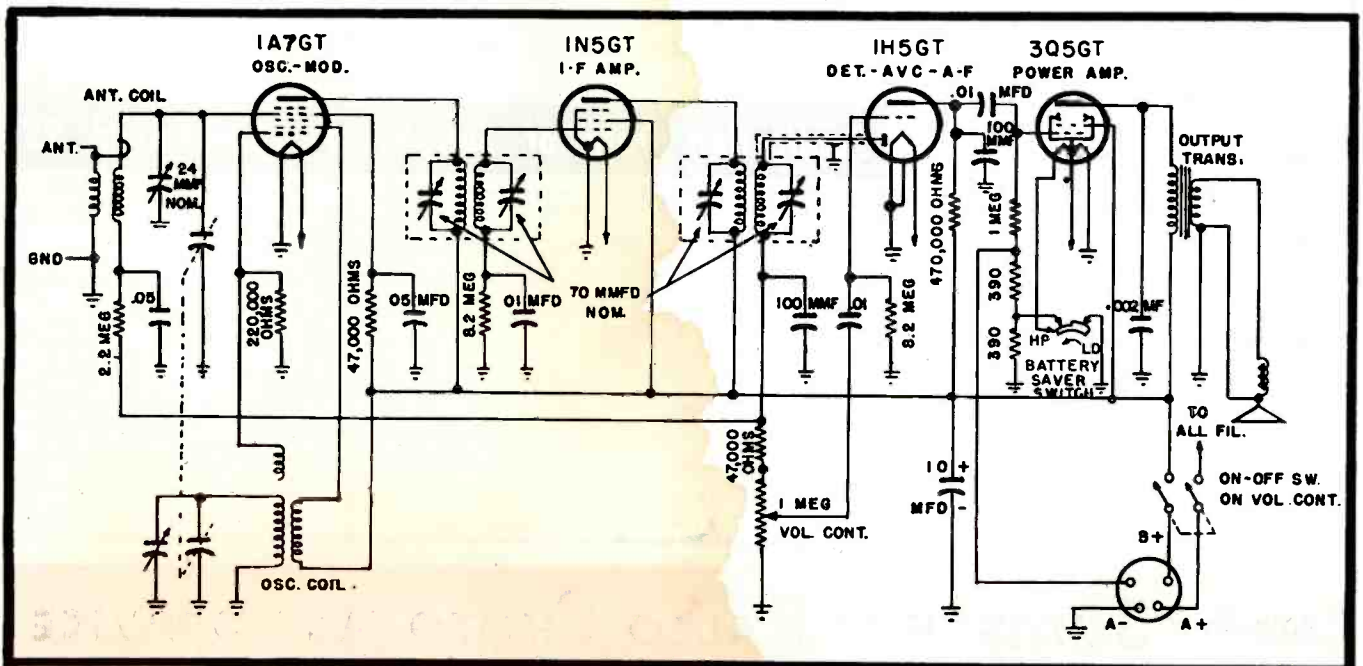 1A7GT
OSC.-MOD.
1N5GT
I-F AMP.
1H5GT
DET.-AVC-A-F
3Q5GT
POWER AMP.
.01 MFD
ANT. COIL
ANT.
GND
24
MMF
NOM.
100
MMF
OUTPUT
TRANS.
2.2 MEG
.05
220,000
OHMS
47,000 OHMS
.05 MFD
8.2 MEG
.01 MFD
70 MMFD
NOM.
100 MMF
.01
8.2 MEG
470,000 OHMS
1 MEG
390
390
HP
LD
BATTERY
SAVER
SWITCH
.002 MF
TO
ALL FIL.
47,000
OHMS
1 MEG
VOL. CONT.
10 +
MFD -
ON-OFF SW.
ON VOL. CONT.
B+
A-
A+
OSC. COIL